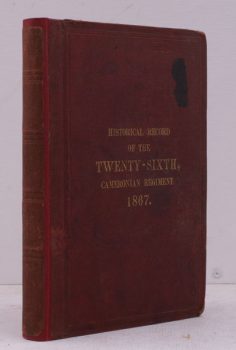 HISTORICAL RECORD
OF THE
TWENTY-SIXTH,
CAMERONIAN REGIMENT
1867.